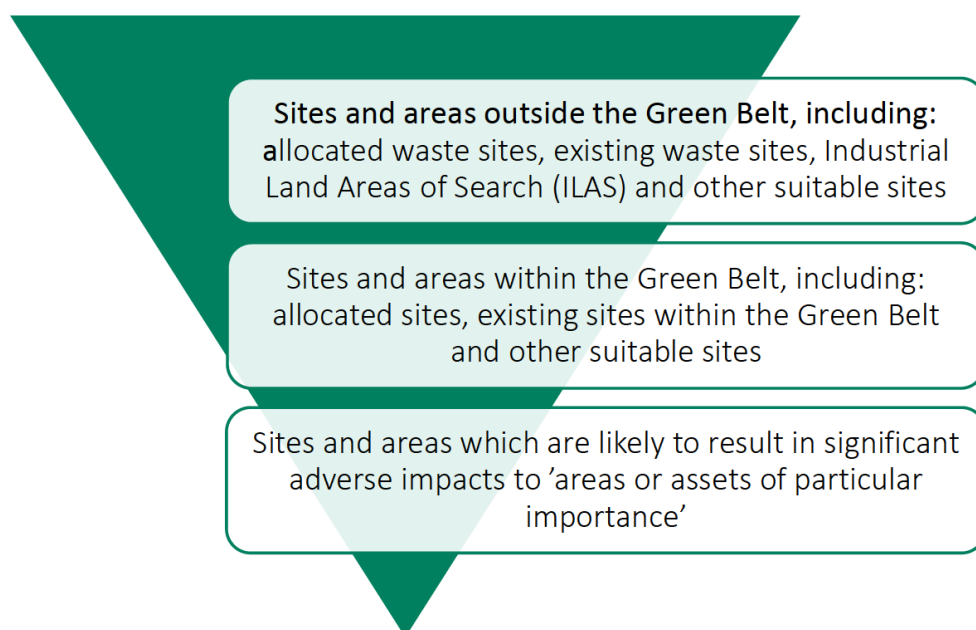 Sites and areas outside the Green Belt, including:
allocated waste sites, existing waste sites, Industrial
Land Areas of Search (ILAS) and other suitable sites
Sites and areas within the Green Belt, including:
allocated sites, existing sites within the Green Belt
and other suitable sites
Sites and areas which are likely to result in significant
adverse impacts to ’areas or assets of particular
importance’